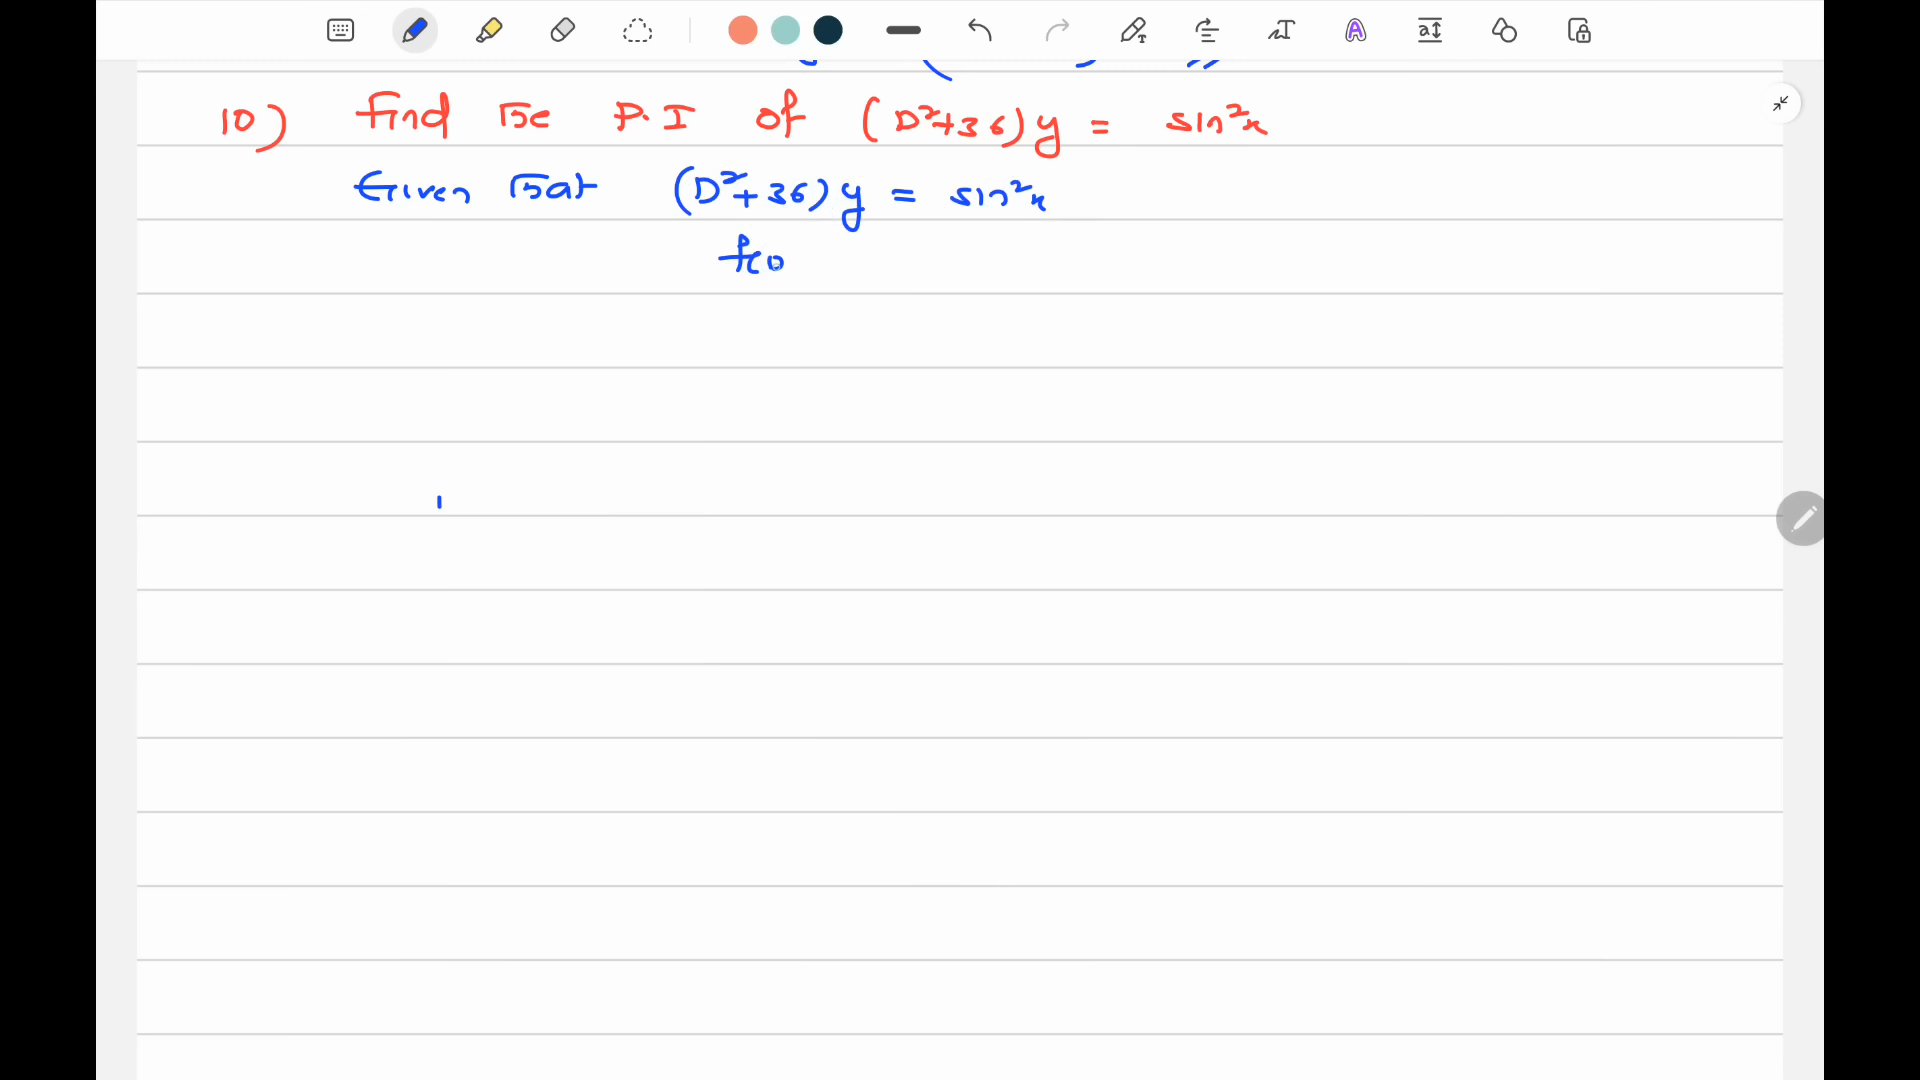 10) Find the P.I of (D²+36)y = sin²x
Given that (D²+36)y = sin²x
f(D